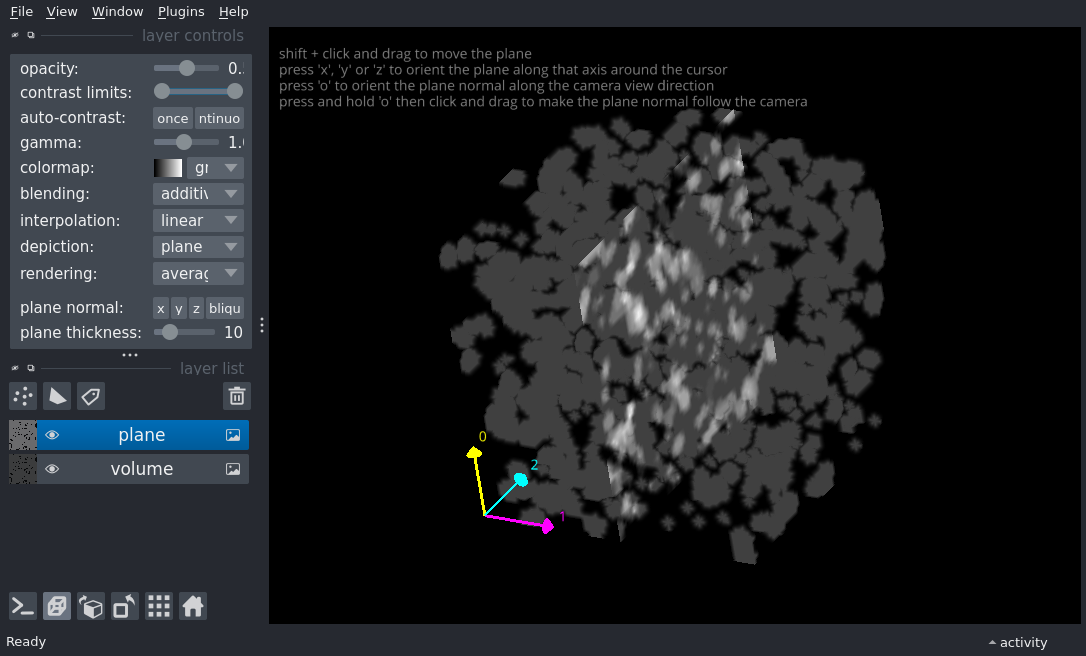 File View Window Plugins Help
layer controls
opacity: 0.
contrast limits:
auto-contrast: once ntinuo
gamma: 1.0
colormap: gr
blending: additiv
interpolation: linear
depiction: plane
rendering: averag
plane normal: x y z bliqu
plane thickness: 10
layer list
plane
volume
shift + click and drag to move the plane
press 'x', 'y' or 'z' to orient the plane along that axis around the cursor
press 'o' to orient the plane normal along the camera view direction
press and hold 'o' then click and drag to make the plane normal follow the camera
0
2
1
Ready
activity